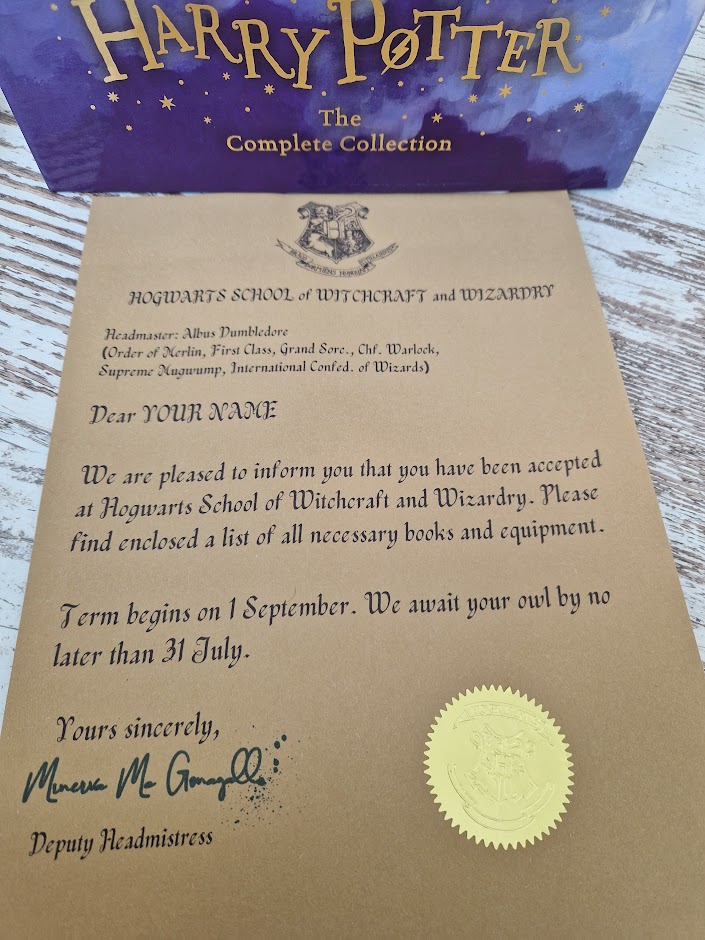 HARRY POTTER
The
Complete Collection
HOGWARTS SCHOOL of WITCHCRAFT and WIZARDRY
Headmaster: Albus Dumbledore
(Order of Merlin, First Class, Grand Sorc., Chf. Warlock,
Supreme Mugwump, International Confed. of Wizards)
Dear YOUR NAME
We are pleased to inform you that you have been accepted
at Hogwarts School of Witchcraft and Wizardry. Please
find enclosed a list of all necessary books and equipment.
Term begins on 1 September. We await your owl by no
later than 31 July.
Yours sincerely,
Minerva Mc Gonagall
Deputy Headmistress